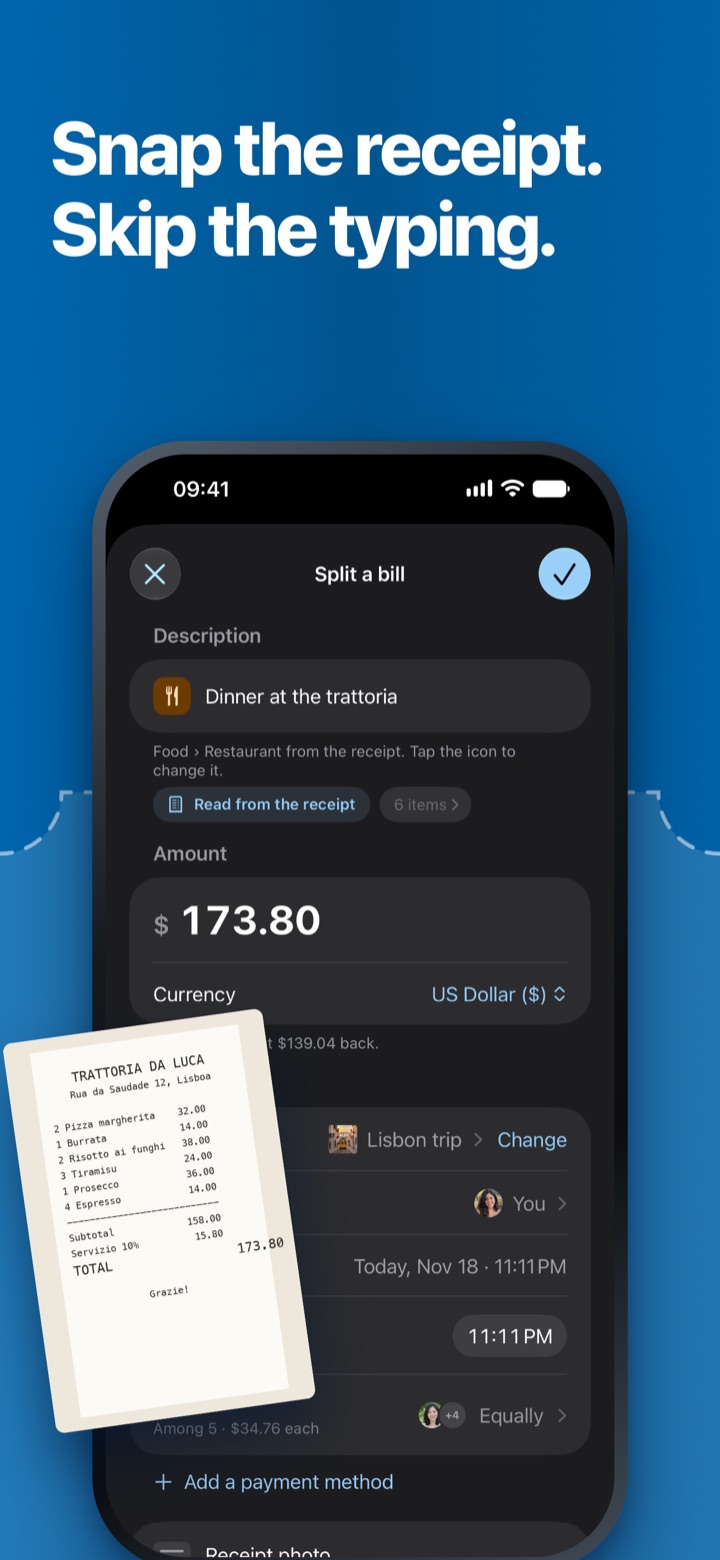 Snap the receipt.
Skip the typing.
09:41
Split a bill
Description
Dinner at the trattoria
Food › Restaurant from the receipt. Tap the icon to
change it.
Read from the receipt
6 items
Amount
$ 173.80
Currency US Dollar ($)
$139.04 back.
Lisbon trip Change
You
Today, Nov 18 · 11:11 PM
11:11 PM
+4 Equally
Among 5 · $34.76 each
Add a payment method
Receipt photo
TRATTORIA DA LUCA
Rua da Saudade 12, Lisboa
2 Pizza margherita 32.00
1 Burrata 14.00
2 Risotto ai funghi 38.00
3 Tiramisu 24.00
1 Prosecco 36.00
4 Espresso 14.00
Subtotal 158.00
Servizio 10% 15.80
TOTAL 173.80
Grazie!